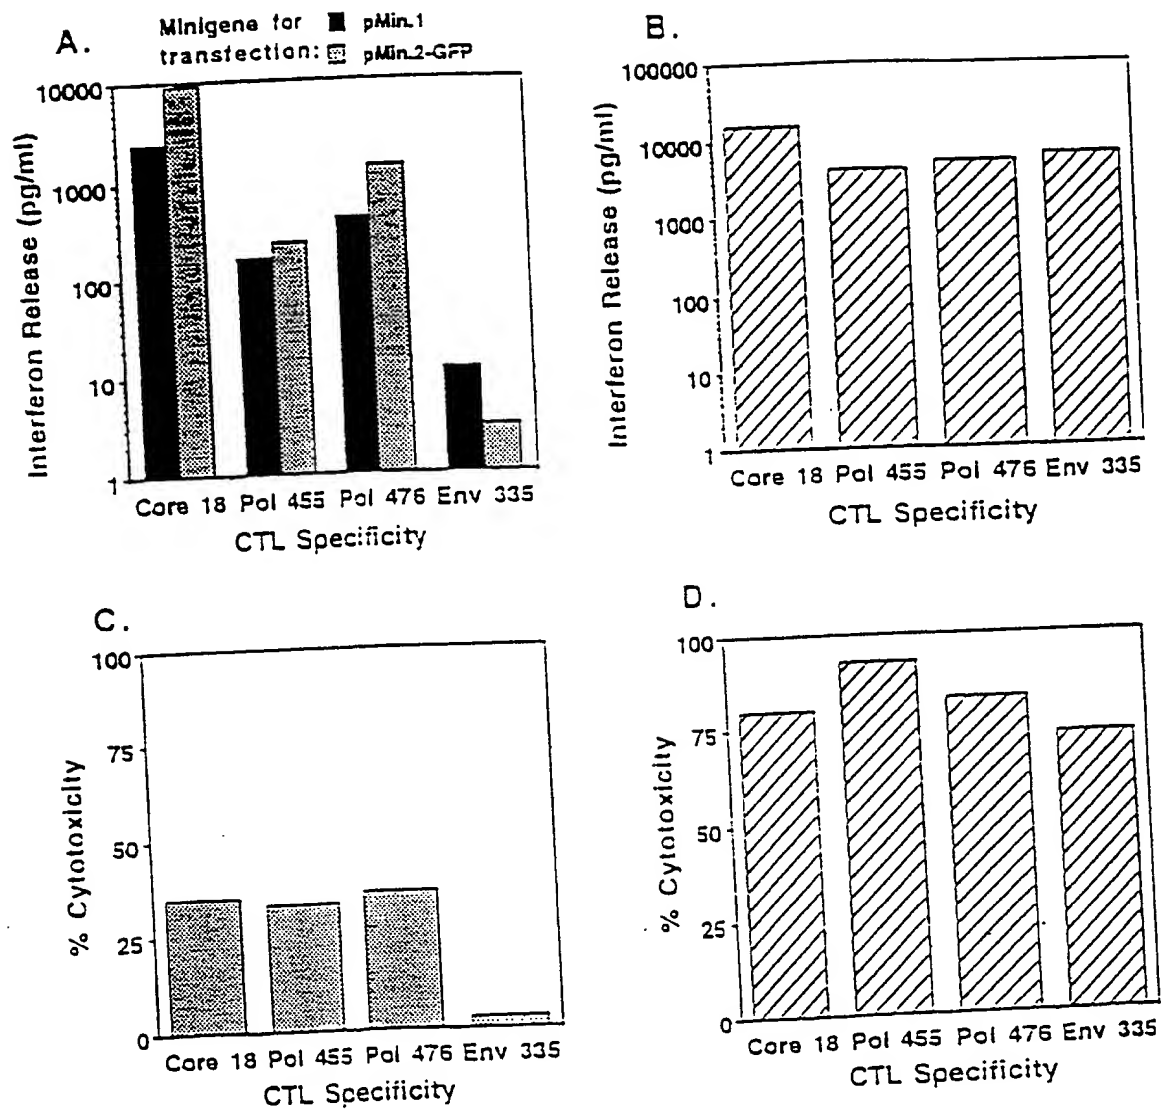 A.
Minigene for ■ pMin.1
transfection: ▒ pMin.2-GFP
10000
1000
100
10
1
Interferon Release (pg/ml)
Core 18 Pol 455 Pol 476 Env 335
CTL Specificity
B.
100000
10000
1000
100
10
1
Interferon Release (pg/ml)
Core 18 Pol 455 Pol 476 Env 335
CTL Specificity
C.
100
75
50
25
0
% Cytotoxicity
Core 18 Pol 455 Pol 476 Env 335
CTL Specificity
D.
100
75
50
25
0
% Cytotoxicity
Core 18 Pol 455 Pol 476 Env 335
CTL Specificity